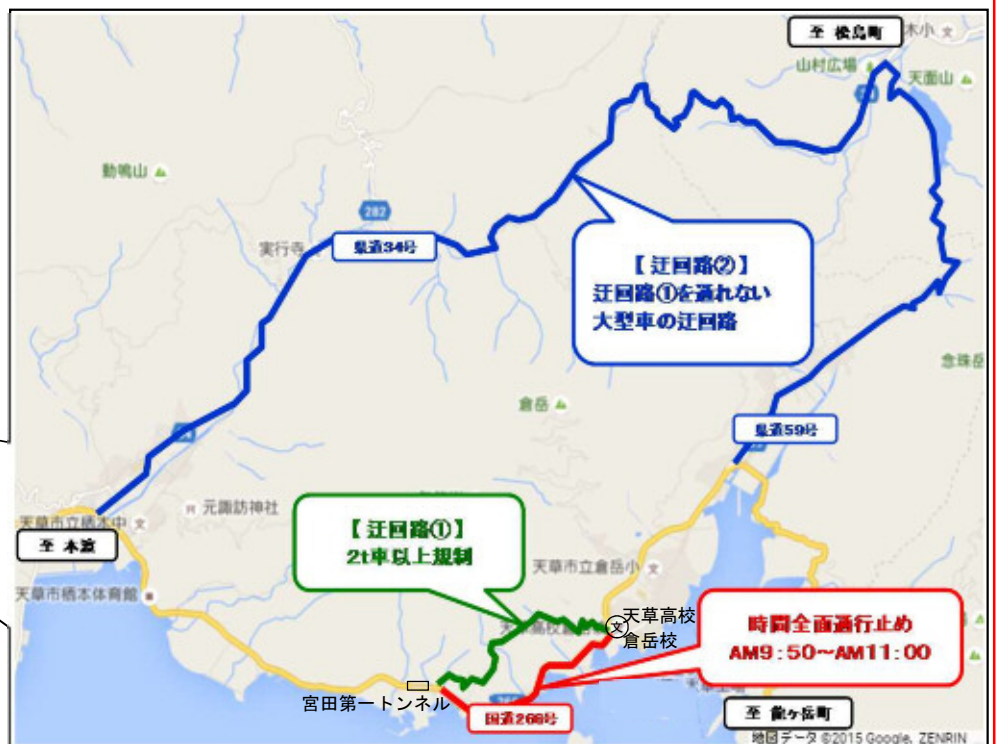 至 松島町
木小
山村広場
天面山
動鳴山
282
実行寺
県道34号
【迂回路②】
迂回路①を通れない
大型車の迂回路
念珠岳
倉岳
県道59号
元諏訪神社
天草市立栖本中
至 本渡
【迂回路①】
2t車以上規制
天草市立倉岳小
天草市栖本体育館
天草高校
倉岳校
時間全面通行止め
AM9:50～AM11:00
宮田第一トンネル
国道266号
至 龍ヶ岳町
地図データ ©2015 Google, ZENRIN